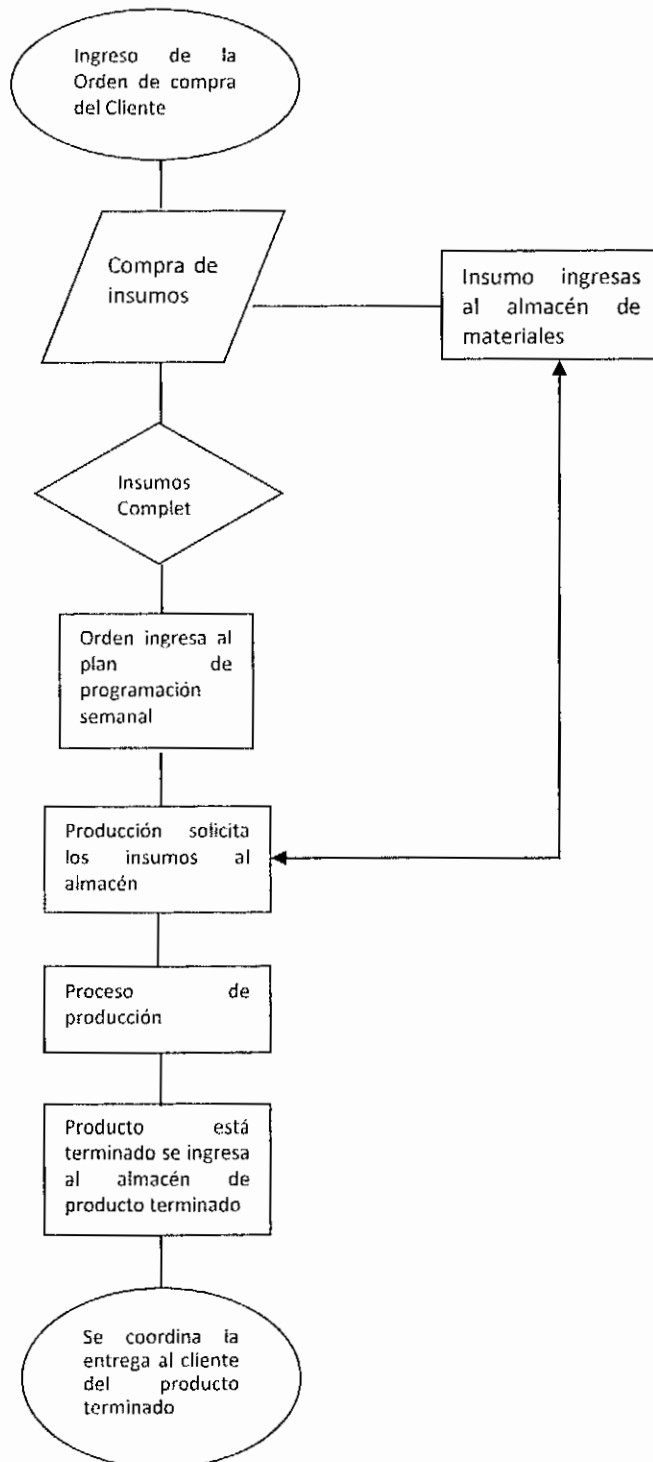 Ingreso de la
Orden de compra
del Cliente
Compra de
insumos
Insumo ingresas
al almacén de
materiales
Insumos
Complet
Orden ingresa al
plan de
programación
semanal
Producción solicita
los insumos al
almacén
Proceso de
producción
Producto está
terminado se ingresa
al almacén de
producto terminado
Se coordina la
entrega al cliente
del producto
terminado